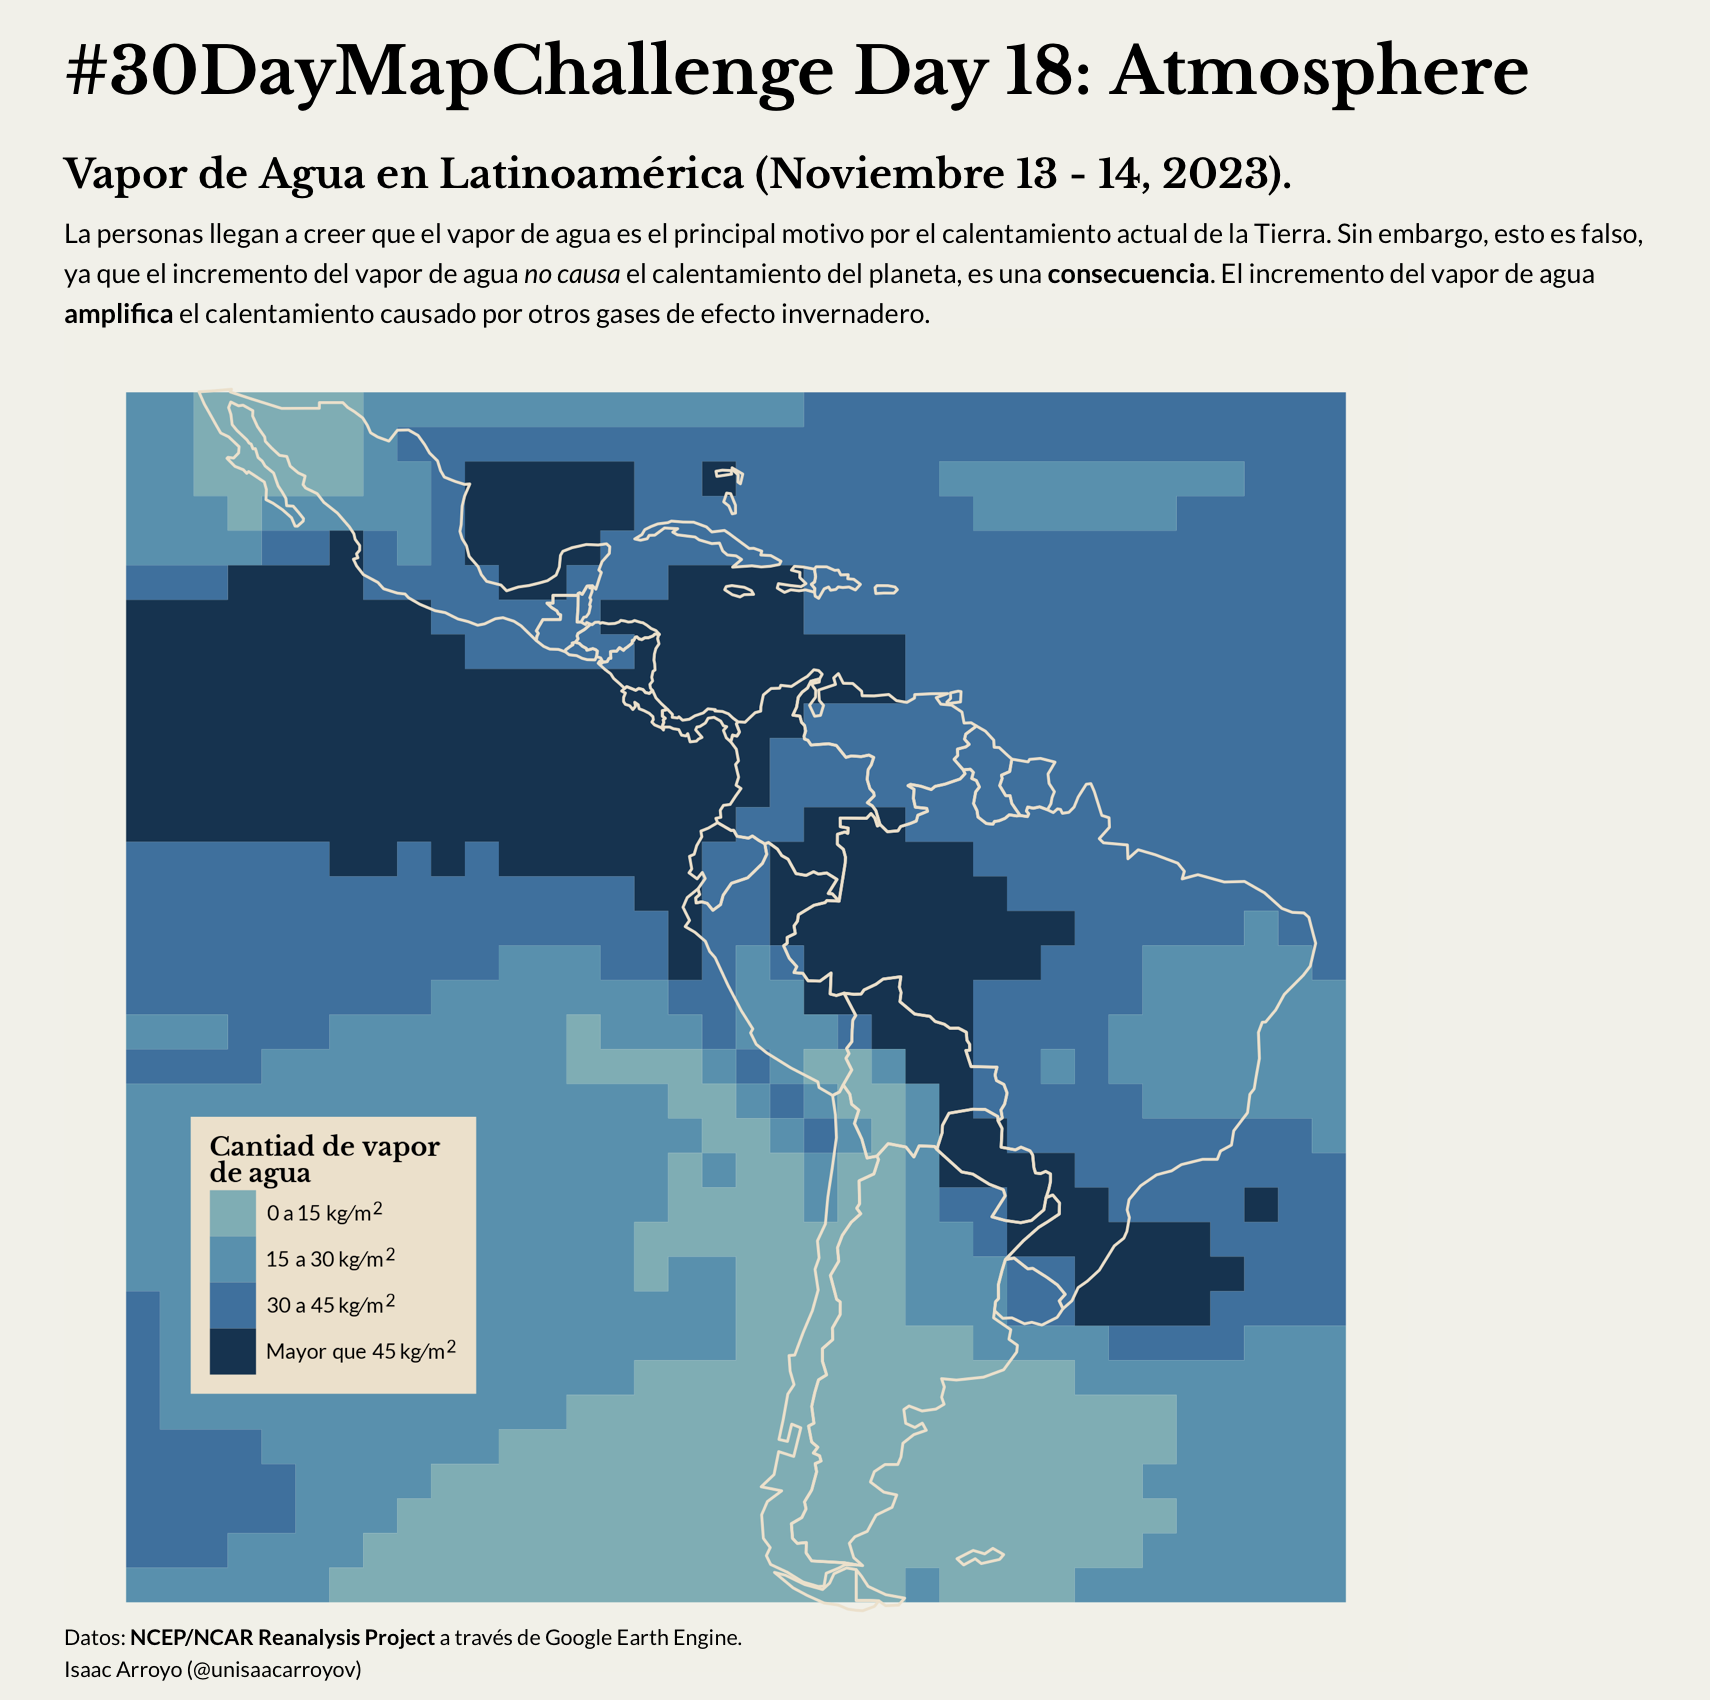 #30DayMapChallenge Day 18: Atmosphere
Vapor de Agua en Latinoamérica (Noviembre 13 - 14, 2023).
La personas llegan a creer que el vapor de agua es el principal motivo por el calentamiento actual de la Tierra. Sin embargo, esto es falso,
ya que el incremento del vapor de agua no causa el calentamiento del planeta, es una consecuencia. El incremento del vapor de agua
amplifica el calentamiento causado por otros gases de efecto invernadero.
Cantiad de vapor
de agua
0 a 15 kg/m²
15 a 30 kg/m²
30 a 45 kg/m²
Mayor que 45 kg/m²
Datos: NCEP/NCAR Reanalysis Project a través de Google Earth Engine.
Isaac Arroyo (@unisaacarroyov)